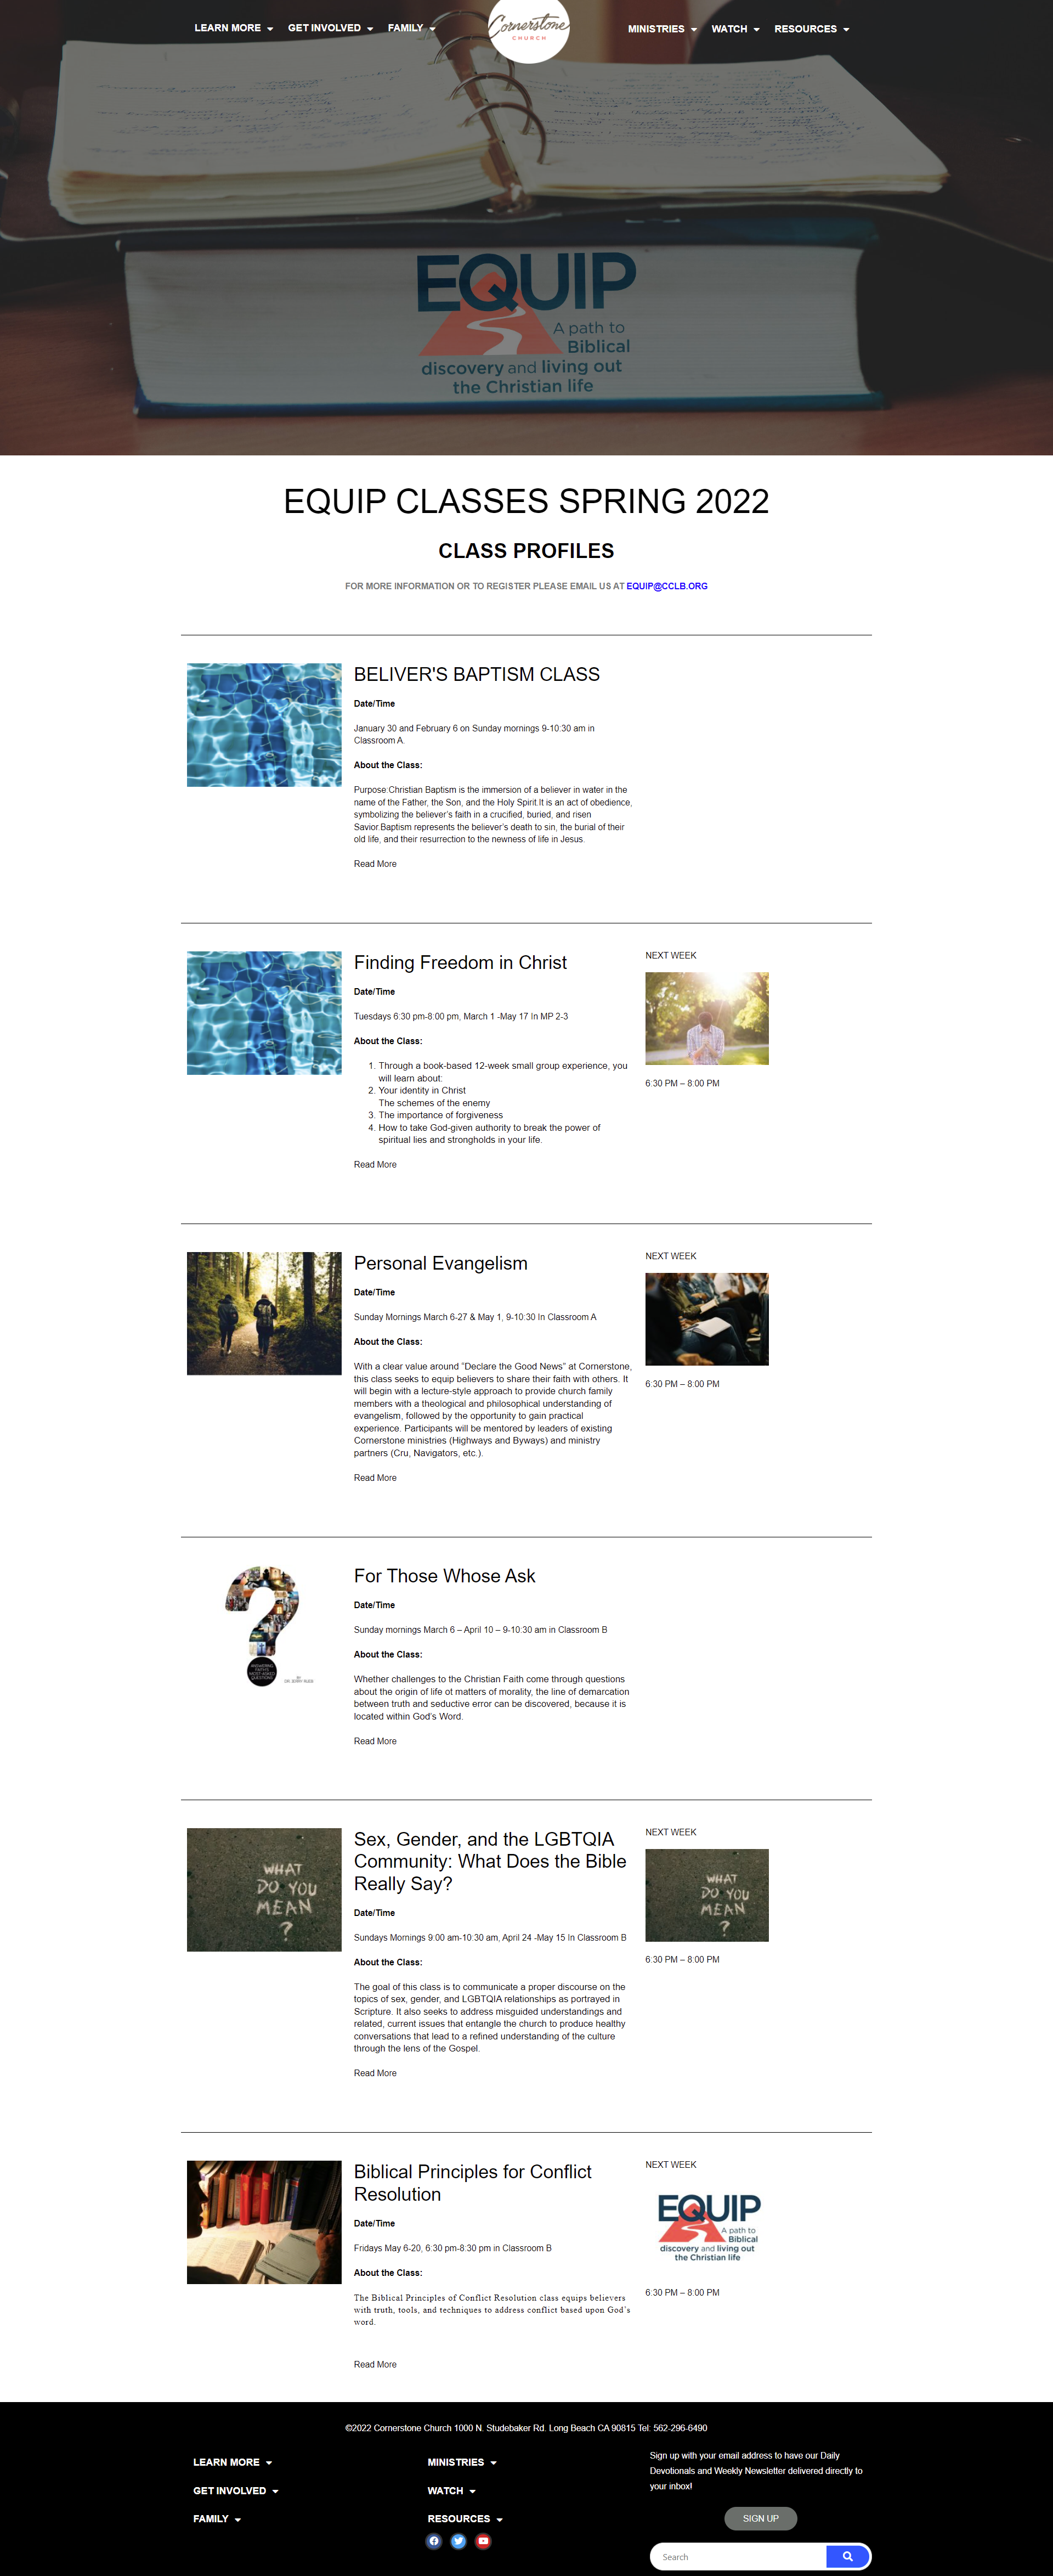 LEARN MORE GET INVOLVED FAMILY
Cornerstone
CHURCH
MINISTRIES WATCH RESOURCES
EQUIP
A path to
Biblical
discovery and living out
the Christian life
EQUIP CLASSES SPRING 2022
CLASS PROFILES
FOR MORE INFORMATION OR TO REGISTER PLEASE EMAIL US AT EQUIP@CCLB.ORG
BELIVER'S BAPTISM CLASS
Date/Time
January 30 and February 6 on Sunday mornings 9-10:30 am in
Classroom A.
About the Class:
Purpose:Christian Baptism is the immersion of a believer in water in the
name of the Father, the Son, and the Holy Spirit.It is an act of obedience,
symbolizing the believer's faith in a crucified, buried, and risen
Savior.Baptism represents the believer's death to sin, the burial of their
old life, and their resurrection to the newness of life in Jesus.
Read More
Finding Freedom in Christ
Date/Time
Tuesdays 6:30 pm-8:00 pm, March 1 -May 17 In MP 2-3
About the Class:
1. Through a book-based 12-week small group experience, you
will learn about:
2. Your identity in Christ
The schemes of the enemy
3. The importance of forgiveness
4. How to take God-given authority to break the power of
spiritual lies and strongholds in your life.
Read More
NEXT WEEK
6:30 PM – 8:00 PM
Personal Evangelism
Date/Time
Sunday Mornings March 6-27 & May 1, 9-10:30 In Classroom A
About the Class:
With a clear value around "Declare the Good News" at Cornerstone,
this class seeks to equip believers to share their faith with others. It
will begin with a lecture-style approach to provide church family
members with a theological and philosophical understanding of
evangelism, followed by the opportunity to gain practical
experience. Participants will be mentored by leaders of existing
Cornerstone ministries (Highways and Byways) and ministry
partners (Cru, Navigators, etc.).
Read More
NEXT WEEK
6:30 PM – 8:00 PM
ANSWERING
FAITH'S
MOST-ASKED
QUESTIONS
For Those Whose Ask
Date/Time
Sunday mornings March 6 – April 10 – 9-10:30 am in Classroom B
About the Class:
Whether challenges to the Christian Faith come through questions
about the origin of life ot matters of morality, the line of demarcation
between truth and seductive error can be discovered, because it is
located within God's Word.
Read More
WHAT
DO YOU
MEAN
?
Sex, Gender, and the LGBTQIA
Community: What Does the Bible
Really Say?
Date/Time
Sundays Mornings 9:00 am-10:30 am, April 24 -May 15 In Classroom B
About the Class:
The goal of this class is to communicate a proper discourse on the
topics of sex, gender, and LGBTQIA relationships as portrayed in
Scripture. It also seeks to address misguided understandings and
related, current issues that entangle the church to produce healthy
conversations that lead to a refined understanding of the culture
through the lens of the Gospel.
Read More
NEXT WEEK
WHAT
DO YOU
MEAN
?
6:30 PM – 8:00 PM
Biblical Principles for Conflict
Resolution
Date/Time
Fridays May 6-20, 6:30 pm-8:30 pm in Classroom B
About the Class:
The Biblical Principles of Conflict Resolution class equips believers
with truth, tools, and techniques to address conflict based upon God's
word.
Read More
NEXT WEEK
EQUIP
A path to
Biblical
discovery and living out
the Christian life
6:30 PM – 8:00 PM
©2022 Cornerstone Church 1000 N. Studebaker Rd. Long Beach CA 90815 Tel: 562-296-6490
LEARN MORE
GET INVOLVED
FAMILY
MINISTRIES
WATCH
RESOURCES
Sign up with your email address to have our Daily
Devotionals and Weekly Newsletter delivered directly to
your inbox!
SIGN UP
Search